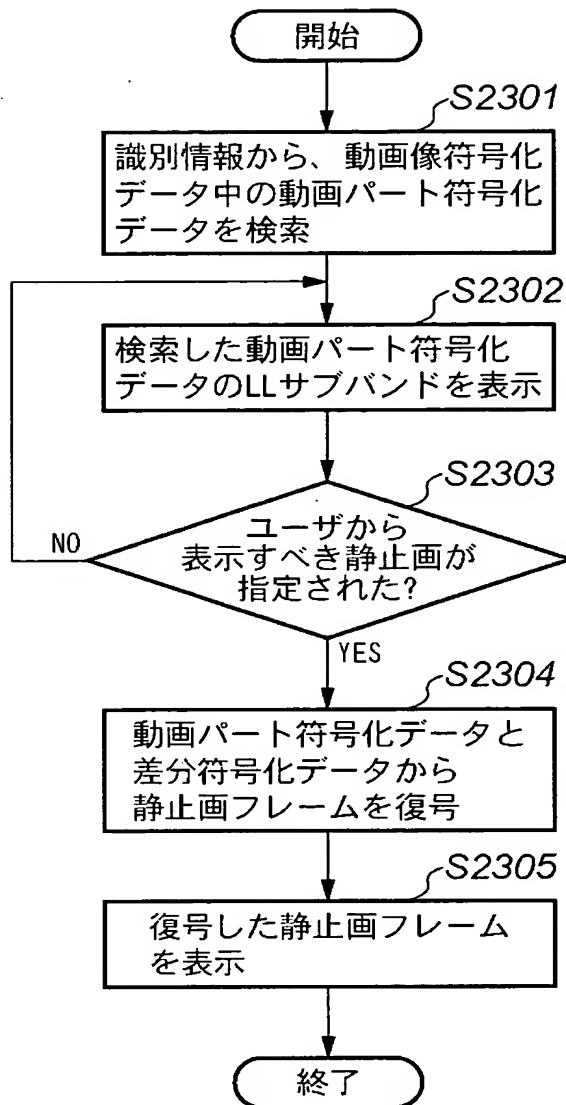 開始
S2301
識別情報から、動画像符号化
データ中の動画パート符号化
データを検索
S2302
検索した動画パート符号化
データのLLサブバンドを表示
S2303
ユーザから
表示すべき静止画が
指定された?
NO
YES
S2304
動画パート符号化データと
差分符号化データから
静止画フレームを復号
S2305
復号した静止画フレーム
を表示
終了